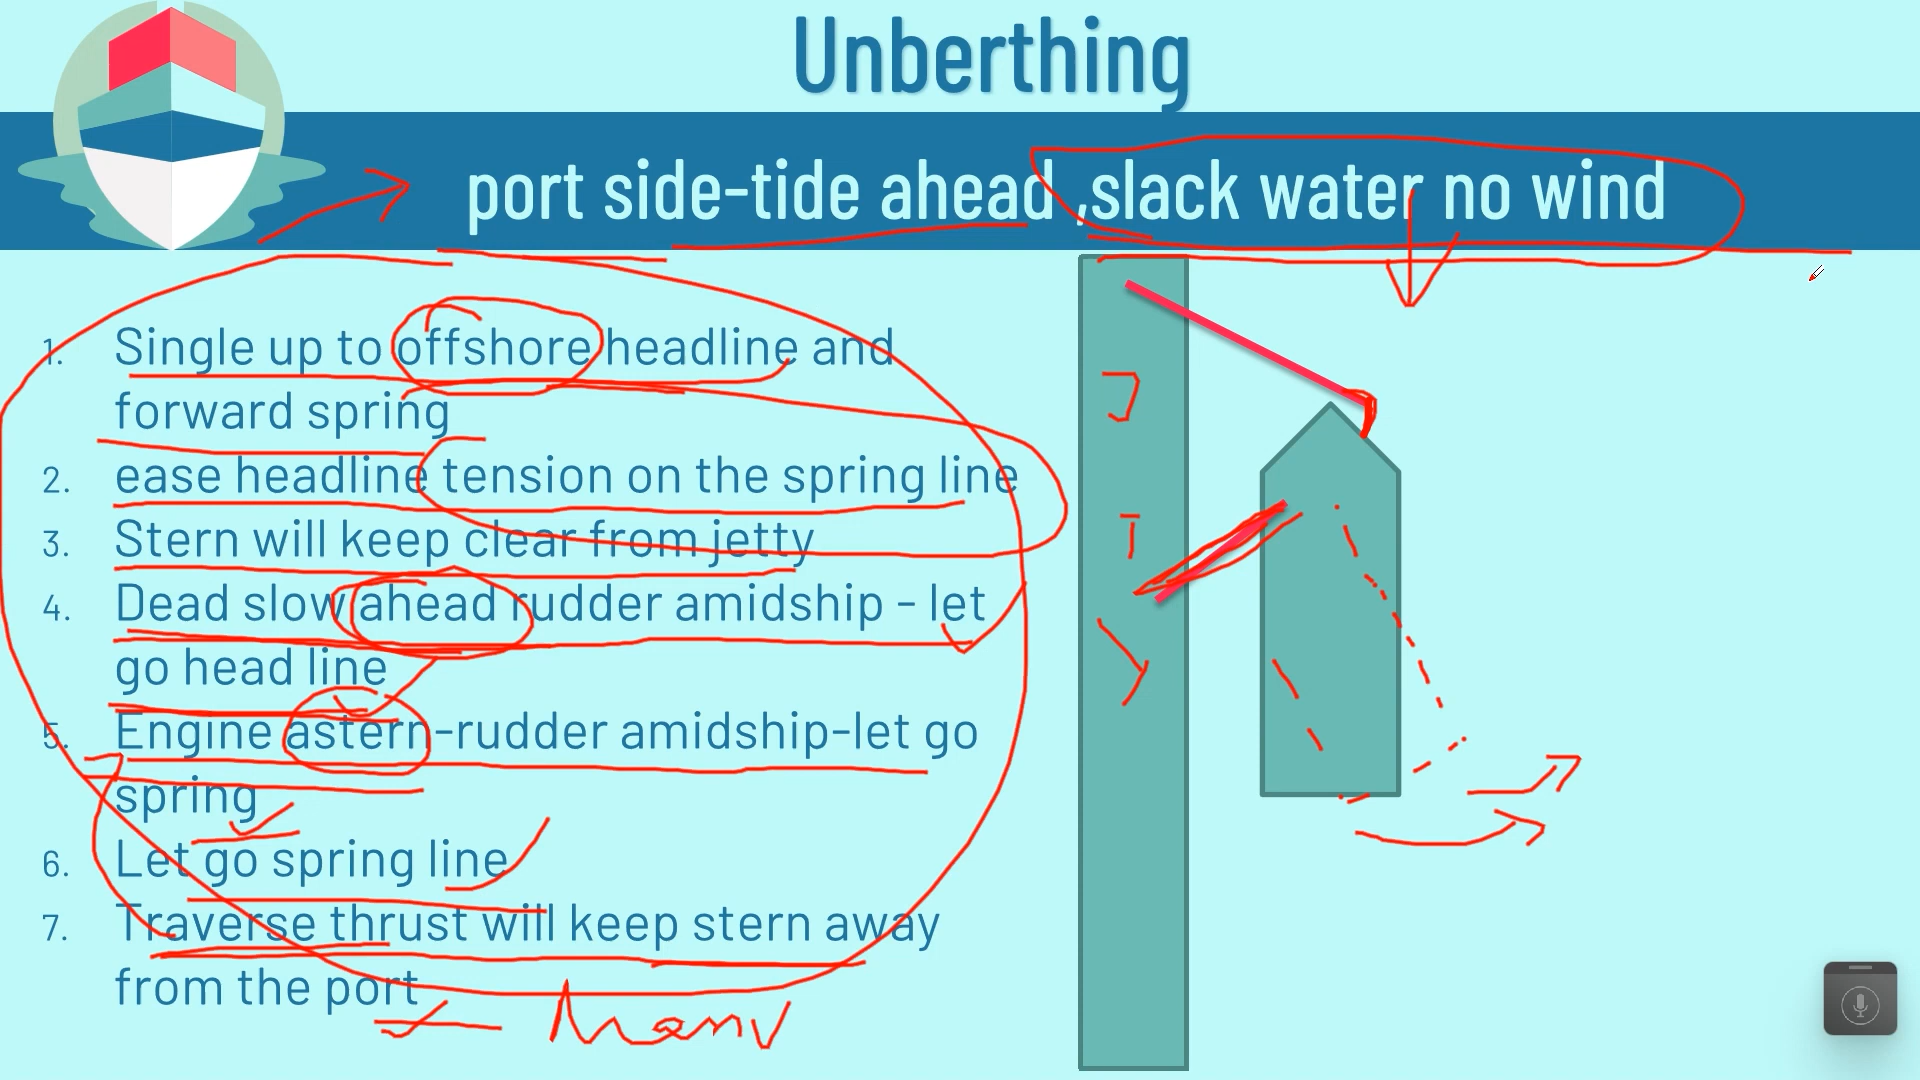 Unberthing
port side-tide ahead ,slack water no wind
1. Single up to offshore headline and
forward spring
2. ease headline tension on the spring line
3. Stern will keep clear from jetty
4. Dead slow ahead rudder amidship - let
go head line
5. Engine astern-rudder amidship-let go
spring
6. Let go spring line
7. Traverse thrust will keep stern away
from the port